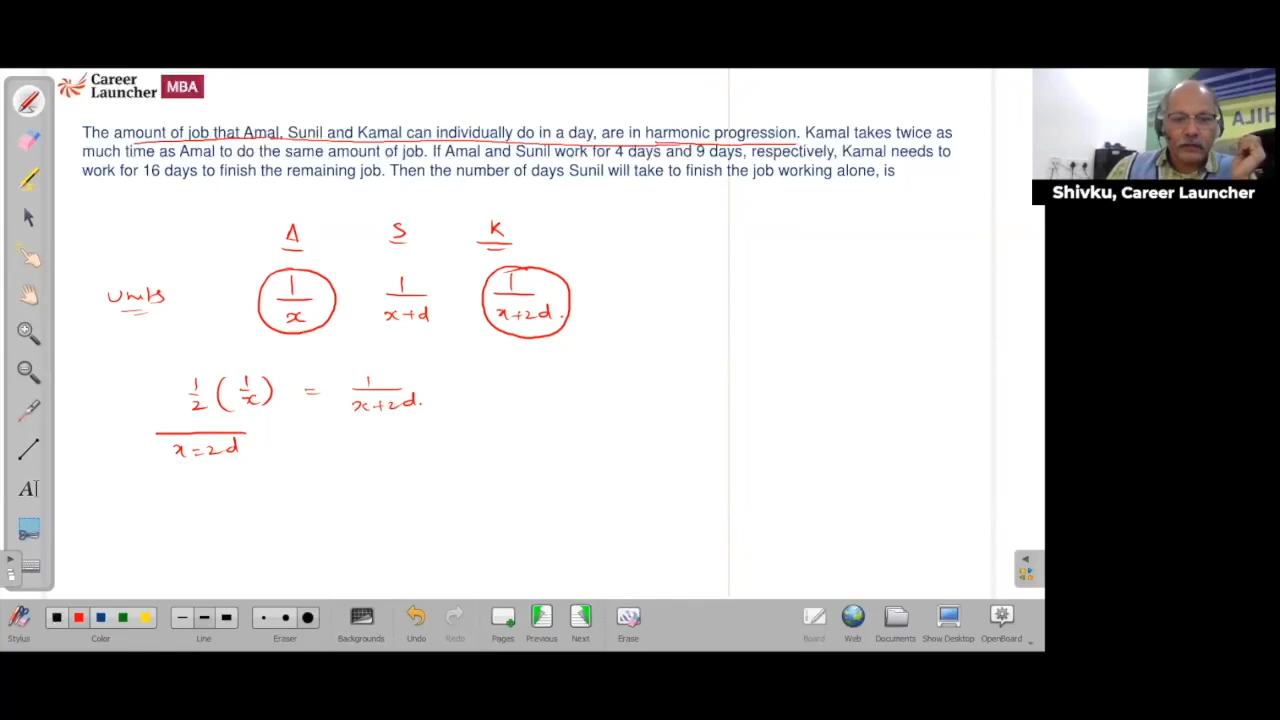 Career
Launcher MBA
The amount of job that Amal, Sunil and Kamal can individually do in a day, are in harmonic progression. Kamal takes twice as
much time as Amal to do the same amount of job. If Amal and Sunil work for 4 days and 9 days, respectively, Kamal needs to
work for 16 days to finish the remaining job. Then the number of days Sunil will take to finish the job working alone, is
Shivku, Career Launcher
A S K
units 1/x 1/x+d 1/x+2d.
1/2 (1/x) = 1/x+2d.
x=2d
Stylus Color Line Eraser Backgrounds Undo Redo Pages Previous Next Erase Board Web Documents Show Desktop OpenBoard